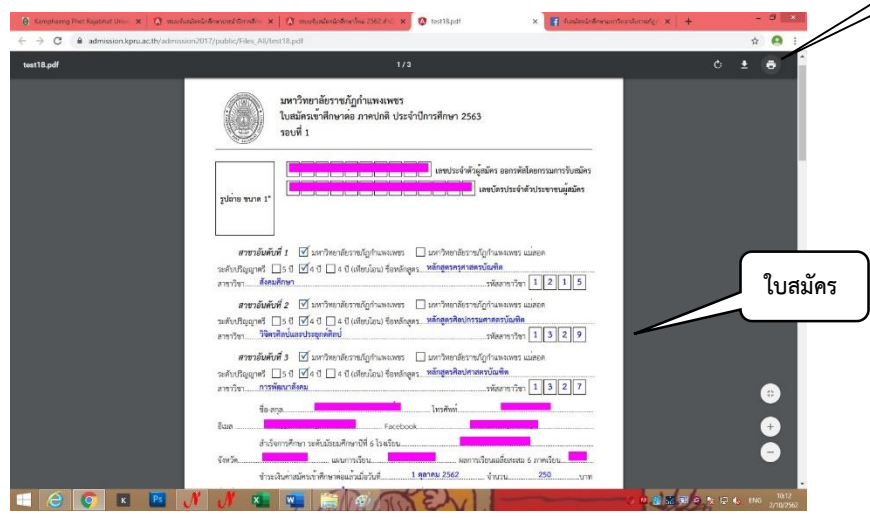 Kamphaeng Phet Rajabhat Univ
test18.pdf
admission.kpru.ac.th/admission2017/public/Files_All/test18.pdf
test18.pdf
1 / 3
มหาวิทยาลัยราชภัฏกำแพงเพชร
ใบสมัครเข้าศึกษาต่อ ภาคปกติ ประจำปีการศึกษา 2563
รอบที่ 1
เลขประจำตัวผู้สมัคร ออกรหัสโดยกรรมการรับสมัคร
เลขบัตรประจำตัวประชาชนผู้สมัคร
รูปถ่าย ขนาด 1"
สาขาอันดับที่ 1 มหาวิทยาลัยราชภัฏกำแพงเพชร มหาวิทยาลัยราชภัฏกำแพงเพชร แม่สอด
ระดับปริญญาตรี 5 ปี 4 ปี 4 ปี (เทียบโอน) ชื่อหลักสูตร หลักสูตรครุศาสตรบัณฑิต
สาขาวิชา สังคมศึกษา รหัสสาขาวิชา 1 2 1 5
สาขาอันดับที่ 2 มหาวิทยาลัยราชภัฏกำแพงเพชร มหาวิทยาลัยราชภัฏกำแพงเพชร แม่สอด
ระดับปริญญาตรี 5 ปี 4 ปี 4 ปี (เทียบโอน) ชื่อหลักสูตร หลักสูตรศิลปกรรมศาสตรบัณฑิต
สาขาวิชา วิจิตรศิลป์และประยุกต์ศิลป์ รหัสสาขาวิชา 1 3 2 9
ใบสมัคร
สาขาอันดับที่ 3 มหาวิทยาลัยราชภัฏกำแพงเพชร มหาวิทยาลัยราชภัฏกำแพงเพชร แม่สอด
ระดับปริญญาตรี 5 ปี 4 ปี 4 ปี (เทียบโอน) ชื่อหลักสูตร หลักสูตรศิลปศาสตรบัณฑิต
สาขาวิชา การพัฒนาสังคม รหัสสาขาวิชา 1 3 2 7
ชื่อ-สกุล โทรศัพท์
อีเมล Facebook
สำเร็จการศึกษา ระดับมัธยมศึกษาปีที่ 6 โรงเรียน
จังหวัด แผนการเรียน ผลการเรียนเฉลี่ยสะสม 6 ภาคเรียน
ชำระเงินค่าสมัครเข้าศึกษาต่อแล้วเมื่อวันที่ 1 ตุลาคม 2562 จำนวน 250 บาท
ENG
10:12
2/10/2562